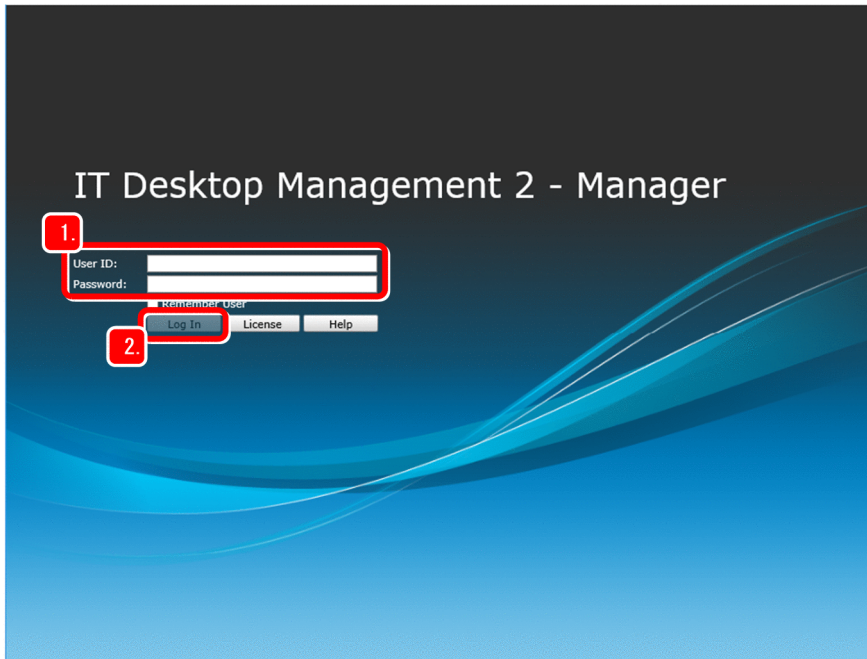 IT Desktop Management 2 - Manager
1.
User ID:
Password:
Remember User
Log In License Help
2.